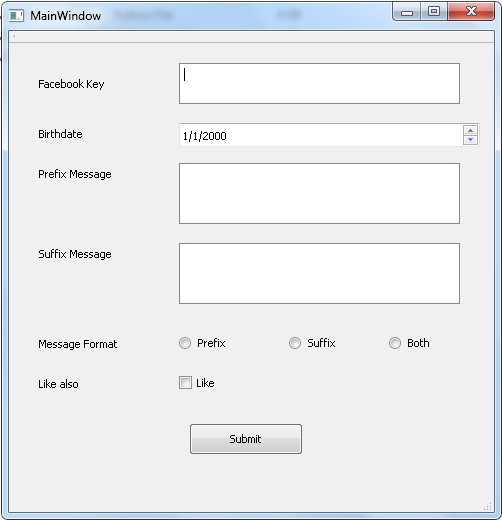 MainWindow
Facebook Key
Birthdate 1/1/2000
Prefix Message
Suffix Message
Message Format Prefix Suffix Both
Like also Like
Submit